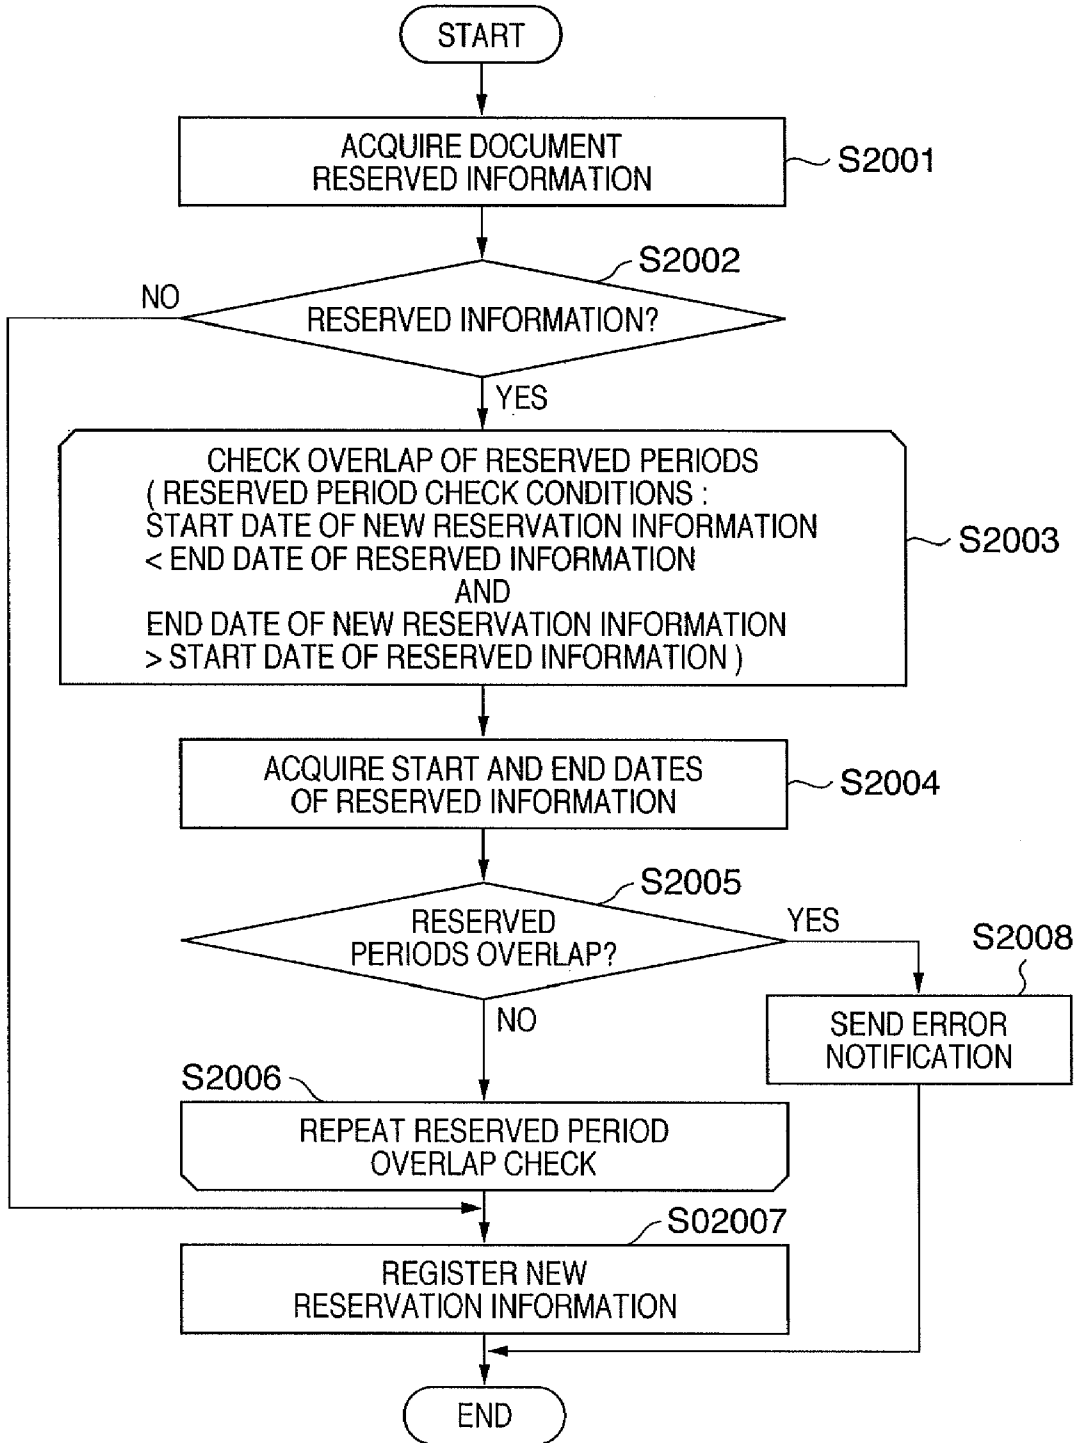 START
ACQUIRE DOCUMENT
RESERVED INFORMATION
S2001
S2002
NO
RESERVED INFORMATION?
YES
CHECK OVERLAP OF RESERVED PERIODS
( RESERVED PERIOD CHECK CONDITIONS :
START DATE OF NEW RESERVATION INFORMATION
< END DATE OF RESERVED INFORMATION
AND
END DATE OF NEW RESERVATION INFORMATION
> START DATE OF RESERVED INFORMATION )
S2003
ACQUIRE START AND END DATES
OF RESERVED INFORMATION
S2004
S2005
RESERVED
PERIODS OVERLAP?
YES
S2008
NO
SEND ERROR
NOTIFICATION
S2006
REPEAT RESERVED PERIOD
OVERLAP CHECK
S02007
REGISTER NEW
RESERVATION INFORMATION
END